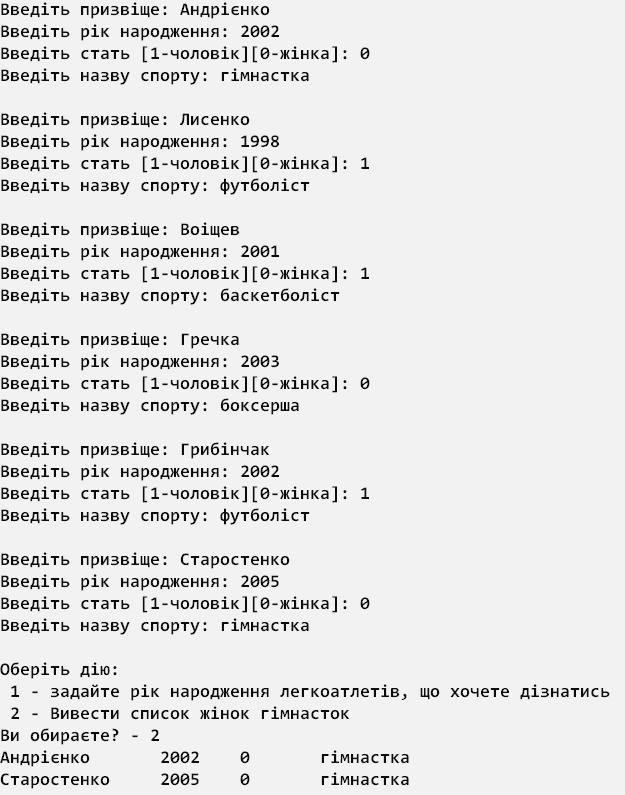 Введіть призвіще: Андрієнко
Введіть рік народження: 2002
Введіть стать [1-чоловік][0-жінка]: 0
Введіть назву спорту: гімнастка
Введіть призвіще: Лисенко
Введіть рік народження: 1998
Введіть стать [1-чоловік][0-жінка]: 1
Введіть назву спорту: футболіст
Введіть призвіще: Воіщев
Введіть рік народження: 2001
Введіть стать [1-чоловік][0-жінка]: 1
Введіть назву спорту: баскетболіст
Введіть призвіще: Гречка
Введіть рік народження: 2003
Введіть стать [1-чоловік][0-жінка]: 0
Введіть назву спорту: боксерша
Введіть призвіще: Грибінчак
Введіть рік народження: 2002
Введіть стать [1-чоловік][0-жінка]: 1
Введіть назву спорту: футболіст
Введіть призвіще: Старостенко
Введіть рік народження: 2005
Введіть стать [1-чоловік][0-жінка]: 0
Введіть назву спорту: гімнастка
Оберіть дію:
1 - задайте рік народження легкоатлетів, що хочете дізнатись
2 - Вивести список жінок гімнасток
Ви обираєте? - 2
Андрієнко 2002 0 гімнастка
Старостенко 2005 0 гімнастка